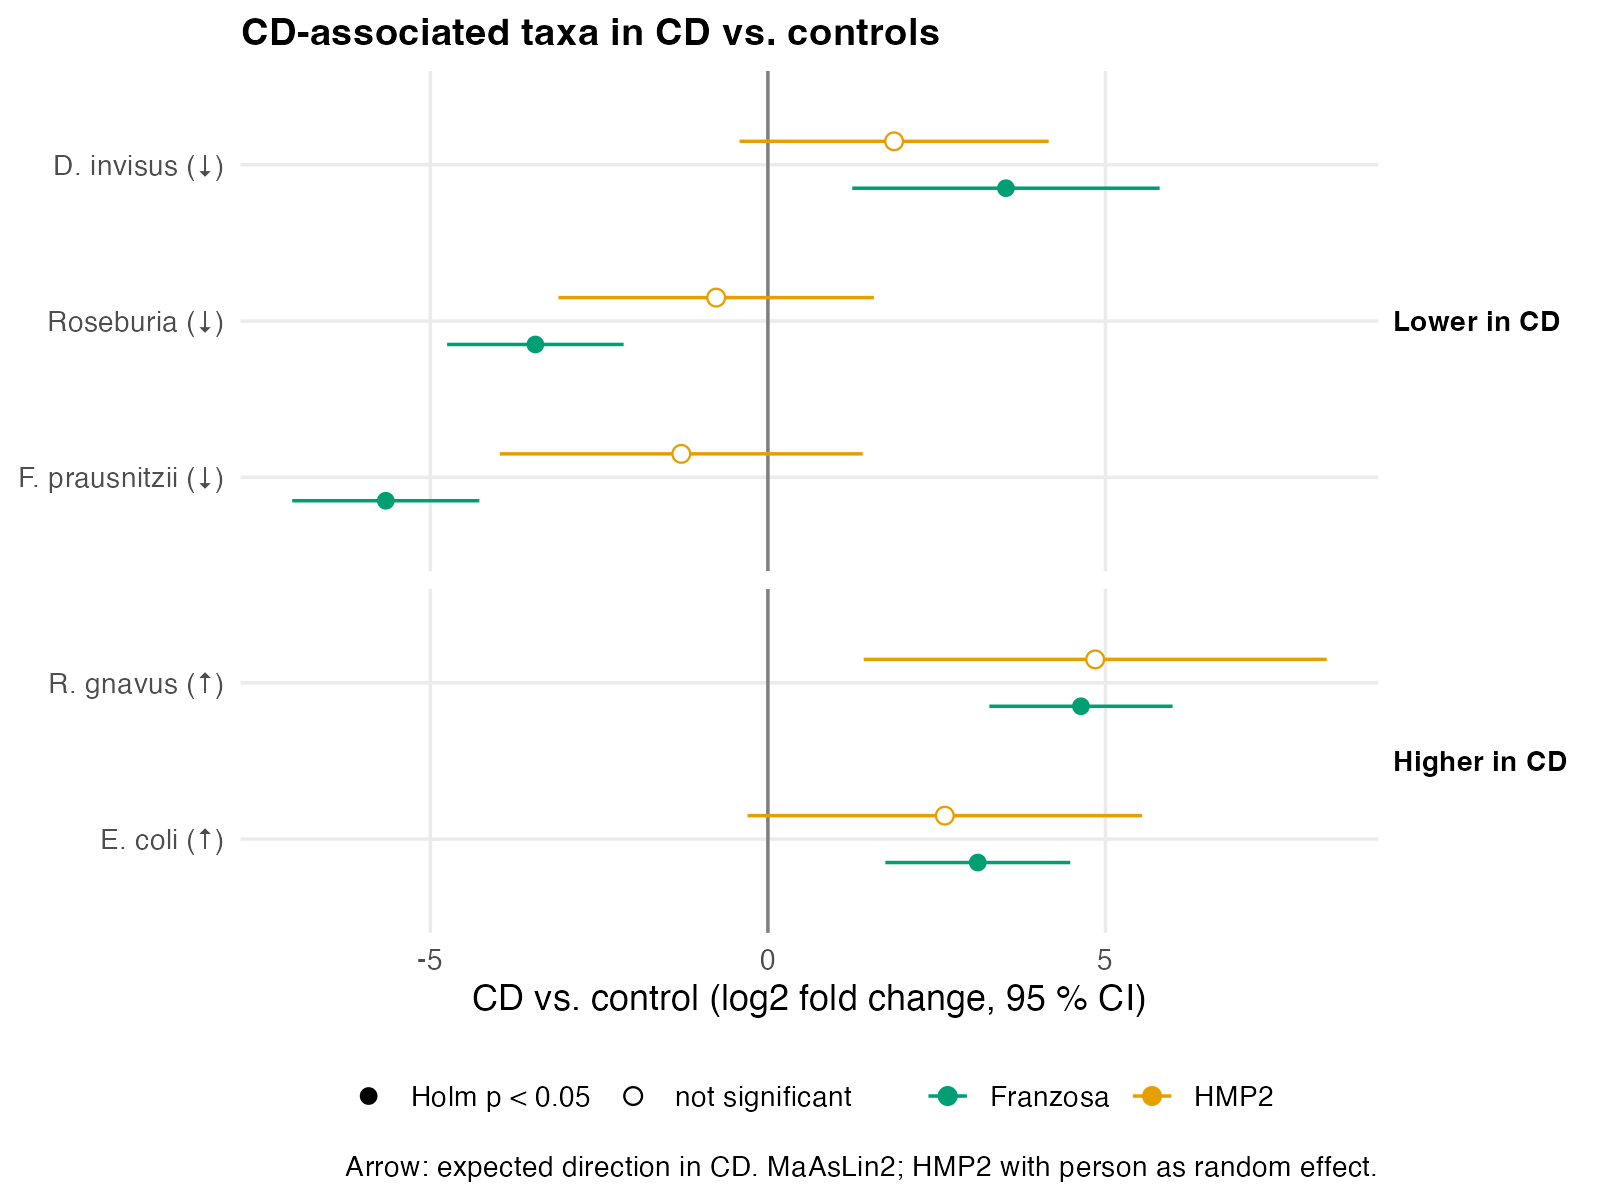 CD-associated taxa in CD vs. controls
D. invisus (↓)
Roseburia (↓)
F. prausnitzii (↓)
Lower in CD
R. gnavus (↑)
E. coli (↑)
Higher in CD
-5 0 5
CD vs. control (log2 fold change, 95 % CI)
Holm p < 0.05 not significant Franzosa HMP2
Arrow: expected direction in CD. MaAsLin2; HMP2 with person as random effect.